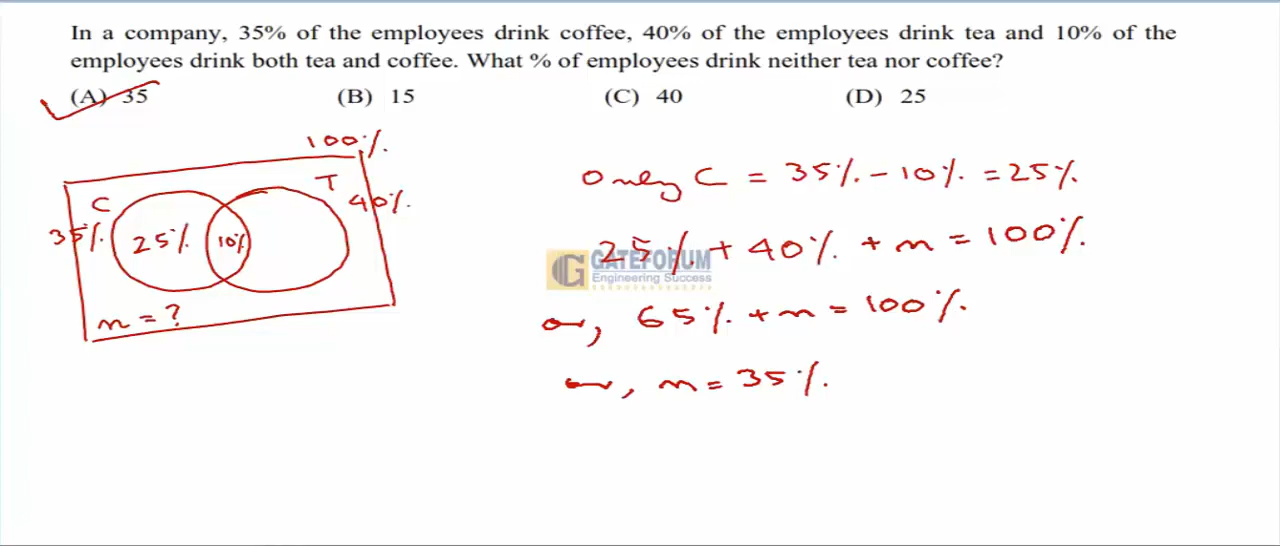 In a company, 35% of the employees drink coffee, 40% of the employees drink tea and 10% of the
employees drink both tea and coffee. What % of employees drink neither tea nor coffee?
(A) 35 (B) 15 (C) 40 (D) 25
100%
C T
35% 40%
25% 10%
n = ?
Only C = 35% - 10% = 25%
25% + 40% + n = 100%
GATEFORUM
Engineering Success
or, 65% + n = 100%
or, n = 35%